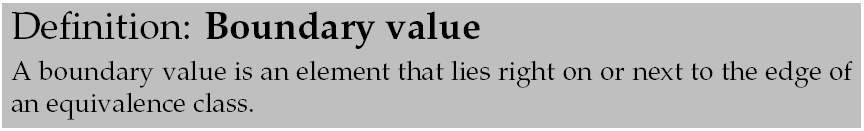 Definition: Boundary value
A boundary value is an element that lies right on or next to the edge of
an equivalence class.